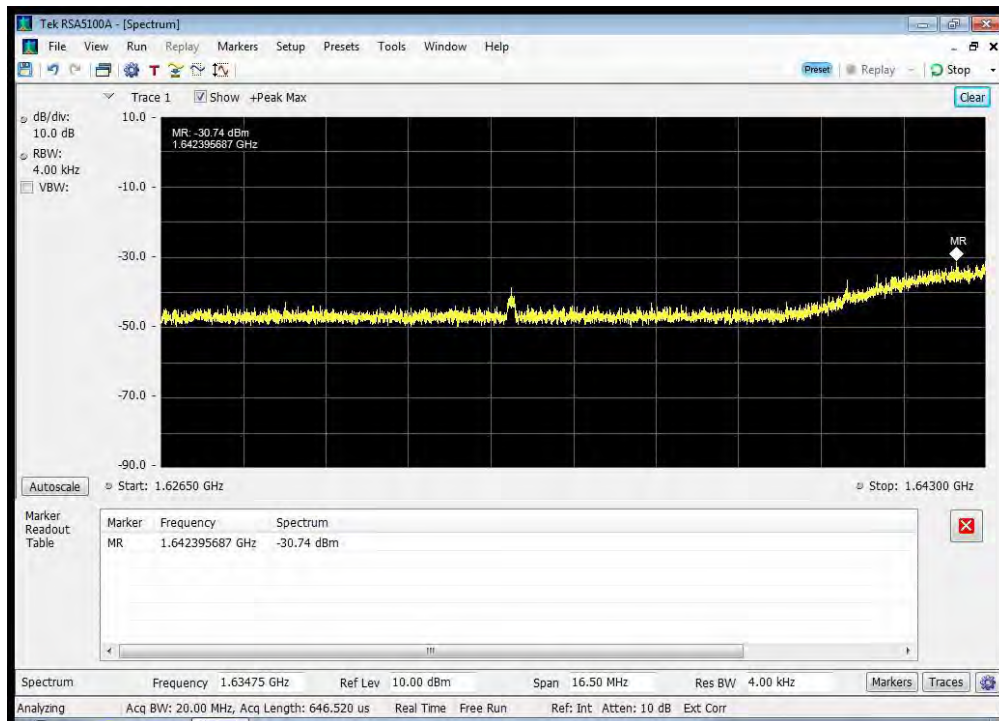 Tek RSA5100A - [Spectrum]
File View Run Replay Markers Setup Presets Tools Window Help
Preset Replay Stop
Trace 1 Show +Peak Max Clear
dB/div:
10.0 dB
RBW:
4.00 kHz
VBW:
10.0
-10.0
-30.0
-50.0
-70.0
-90.0
MR: -30.74 dBm
1.642395687 GHz
MR
Autoscale Start: 1.62650 GHz Stop: 1.64300 GHz
Marker Readout Table
Marker Frequency Spectrum
MR 1.642395687 GHz -30.74 dBm
Spectrum Frequency 1.63475 GHz Ref Lev 10.00 dBm Span 16.50 MHz Res BW 4.00 kHz Markers Traces
Analyzing Acq BW: 20.00 MHz, Acq Length: 646.520 us Real Time Free Run Ref: Int Atten: 10 dB Ext Corr